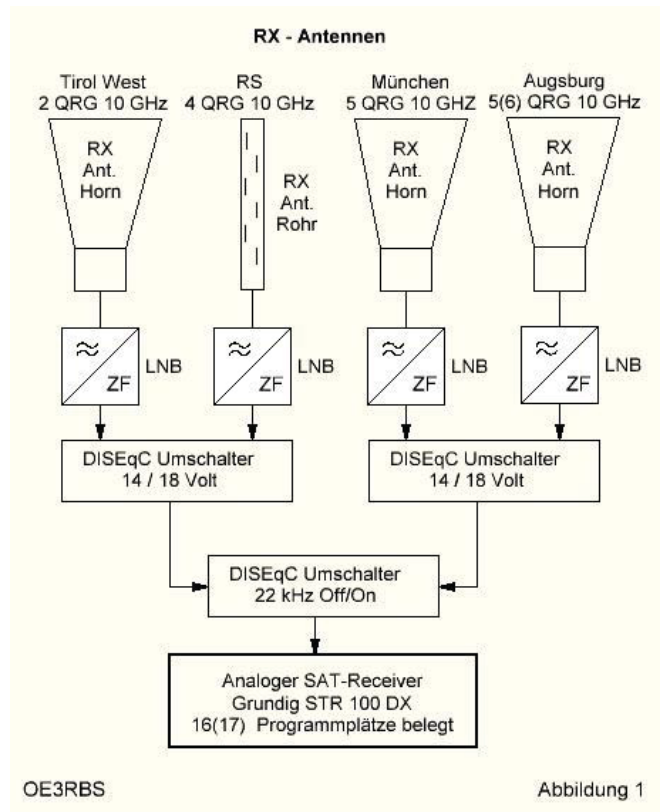 RX - Antennen
Tirol West
2 QRG 10 GHz
RX
Ant.
Horn
RS
4 QRG 10 GHz
RX
Ant.
Rohr
München
5 QRG 10 GHZ
RX
Ant.
Horn
Augsburg
5(6) QRG 10 GHz
RX
Ant.
Horn
≈
ZF
LNB
≈
ZF
LNB
≈
ZF
LNB
≈
ZF
LNB
DISEqC Umschalter
14 / 18 Volt
DISEqC Umschalter
14 / 18 Volt
DISEqC Umschalter
22 kHz Off/On
Analoger SAT-Receiver
Grundig STR 100 DX
16(17) Programmplätze belegt
OE3RBS
Abbildung 1